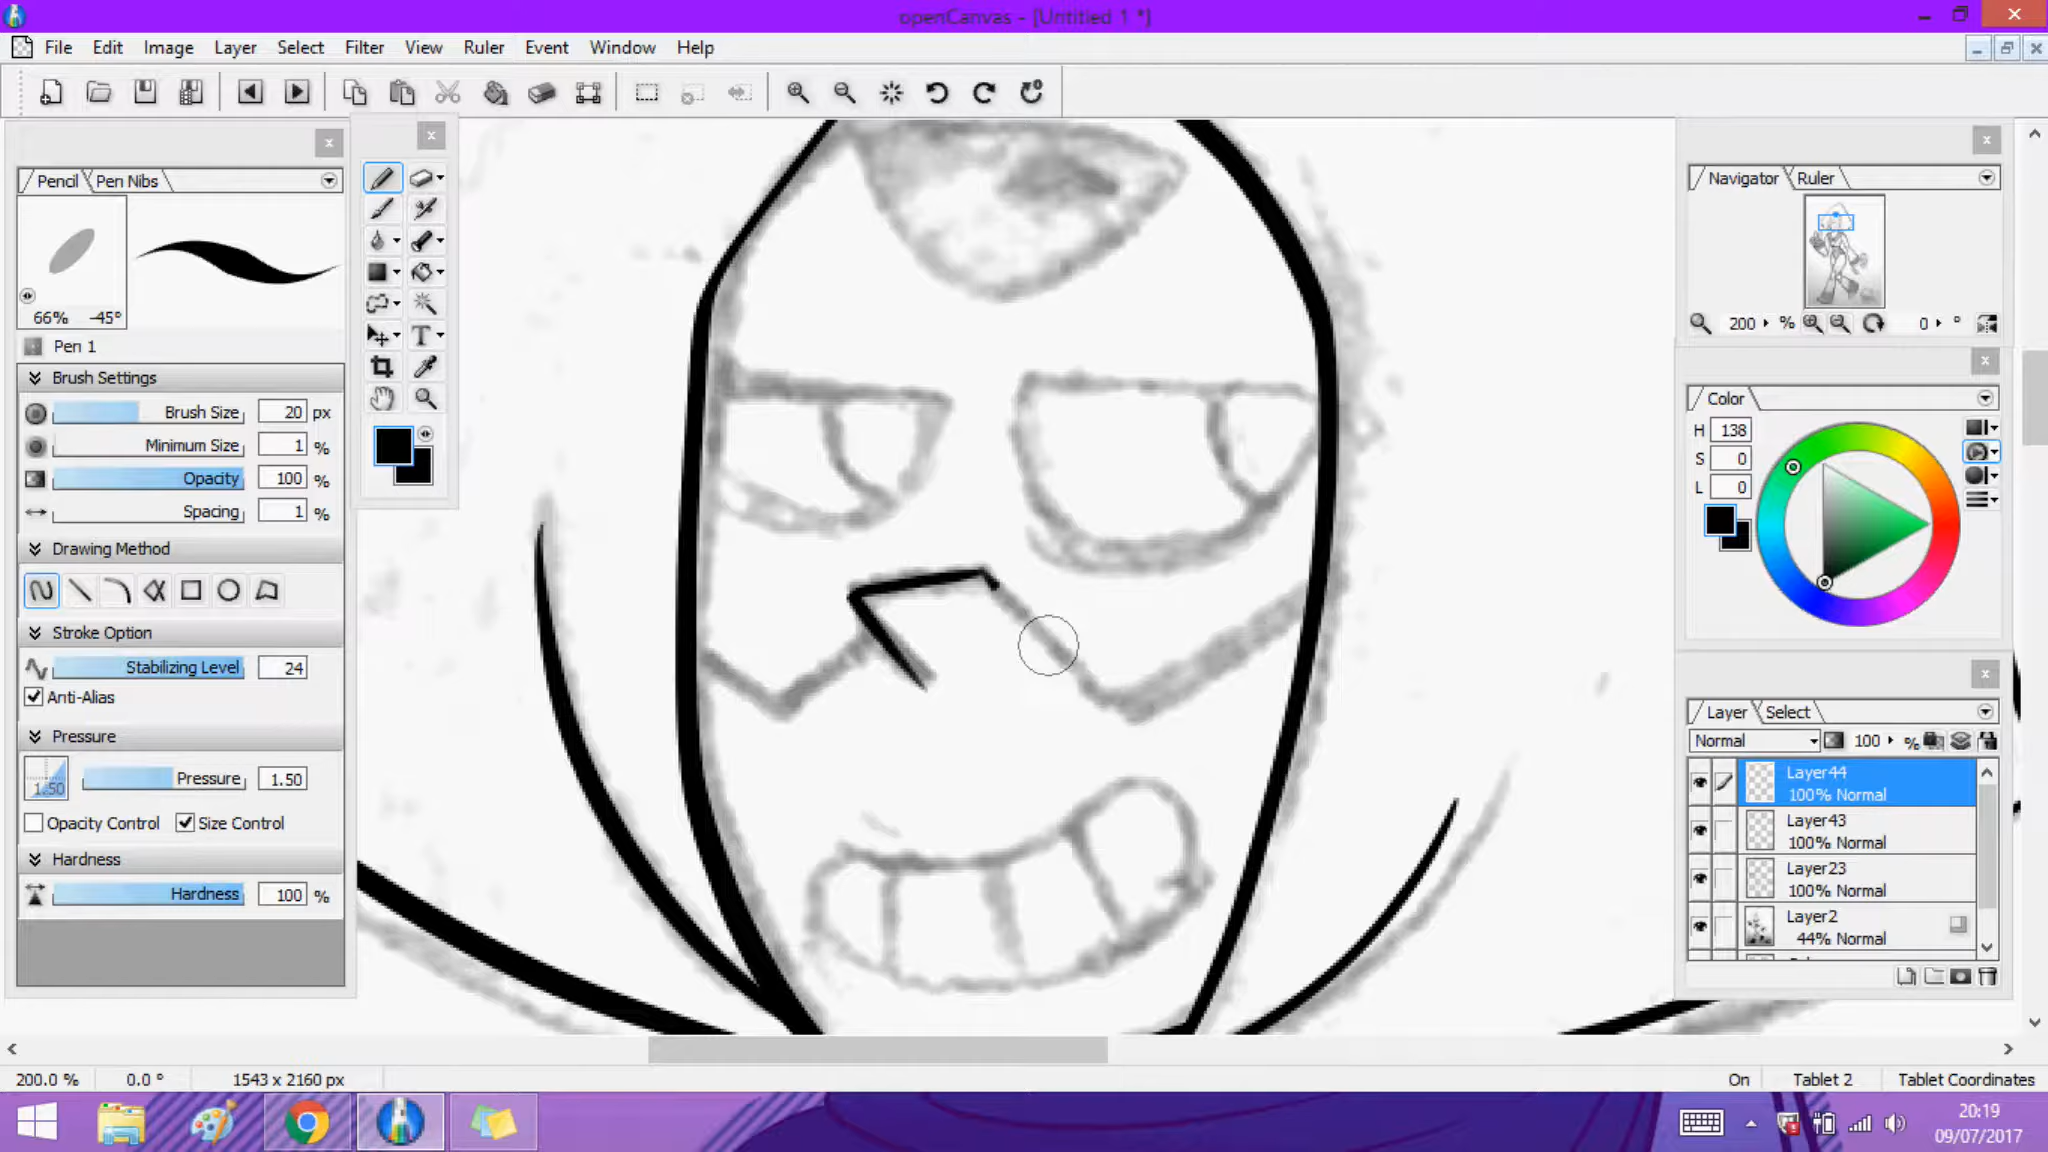 openCanvas - [Untitled 1 *]
File Edit Image Layer Select Filter View Ruler Event Window Help
Pencil Pen Nibs
66% -45°
Pen 1
Brush Settings
Brush Size 20 px
Minimum Size 1 %
Opacity 100 %
Spacing 1 %
Drawing Method
Stroke Option
Stabilizing Level 24
Anti-Alias
Pressure
1.50 Pressure 1.50
Opacity Control Size Control
Hardness
Hardness 100 %
Navigator Ruler
200 % 0 °
Color
H 138
S 0
L 0
Layer Select
Normal 100 %
Layer44
100% Normal
Layer43
100% Normal
Layer23
100% Normal
Layer2
44% Normal
200.0 % 0.0 ° 1543 x 2160 px On Tablet 2 Tablet Coordinates
20:19
09/07/2017